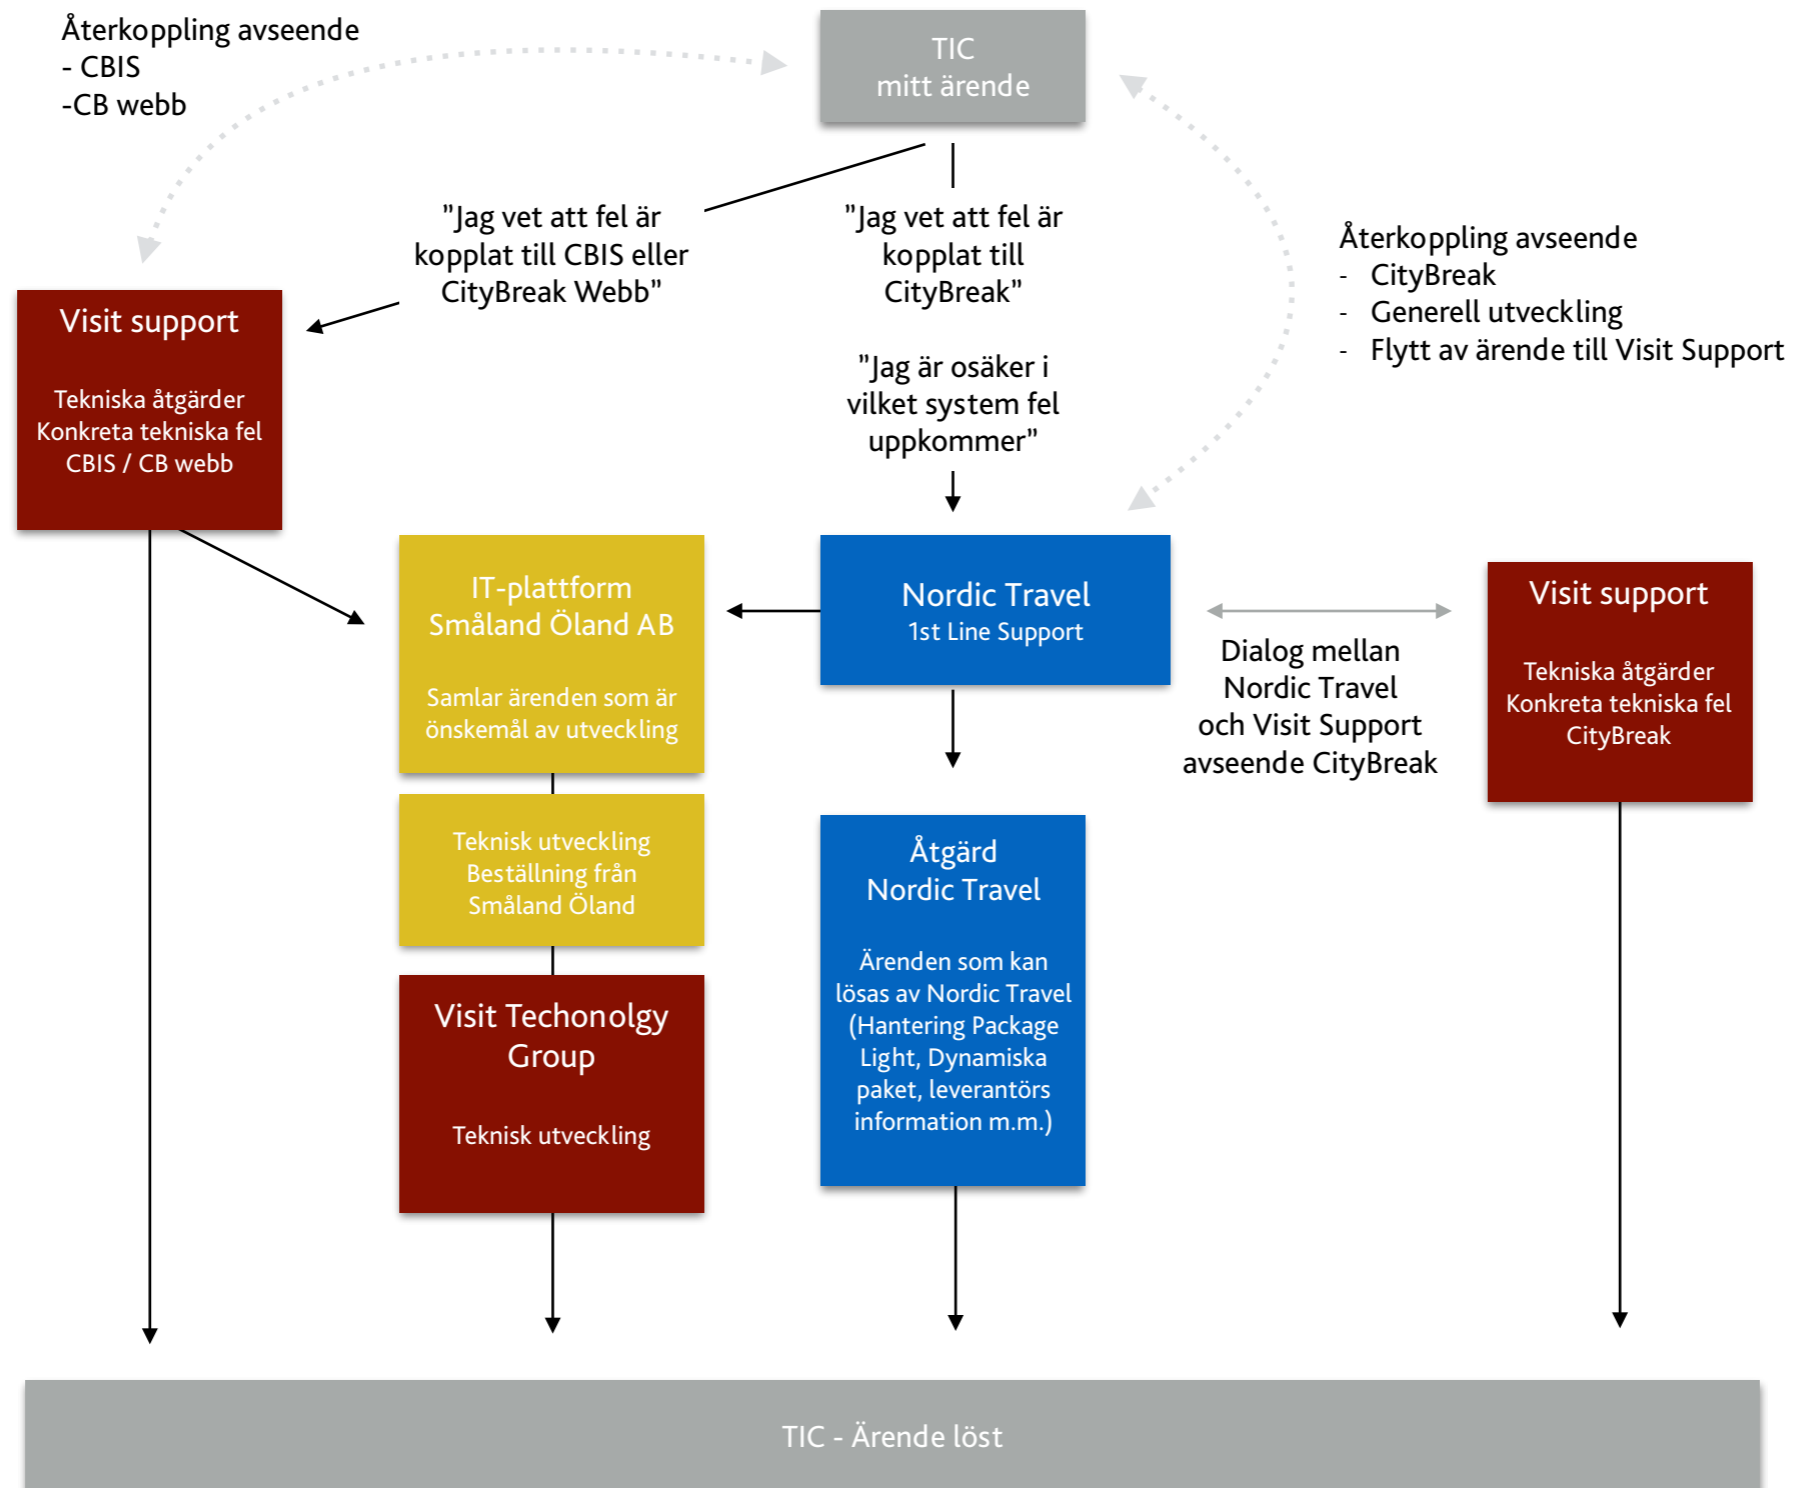 Återkoppling avseende
- CBIS
-CB webb
TIC
mitt ärende
"Jag vet att fel är
kopplat till CBIS eller
CityBreak Webb"
"Jag vet att fel är
kopplat till
CityBreak"
"Jag är osäker i
vilket system fel
uppkommer"
Återkoppling avseende
- CityBreak
- Generell utveckling
- Flytt av ärende till Visit Support
Visit support
Tekniska åtgärder
Konkreta tekniska fel
CBIS / CB webb
IT-plattform
Småland Öland AB
Samlar ärenden som är
önskemål av utveckling
Nordic Travel
1st Line Support
Dialog mellan
Nordic Travel
och Visit Support
avseende CityBreak
Visit support
Tekniska åtgärder
Konkreta tekniska fel
CityBreak
Teknisk utveckling
Beställning från
Småland Öland
Åtgärd
Nordic Travel
Ärenden som kan
lösas av Nordic Travel
(Hantering Package
Light, Dynamiska
paket, leverantörs
information m.m.)
Visit Techonolgy
Group
Teknisk utveckling
TIC - Ärende löst